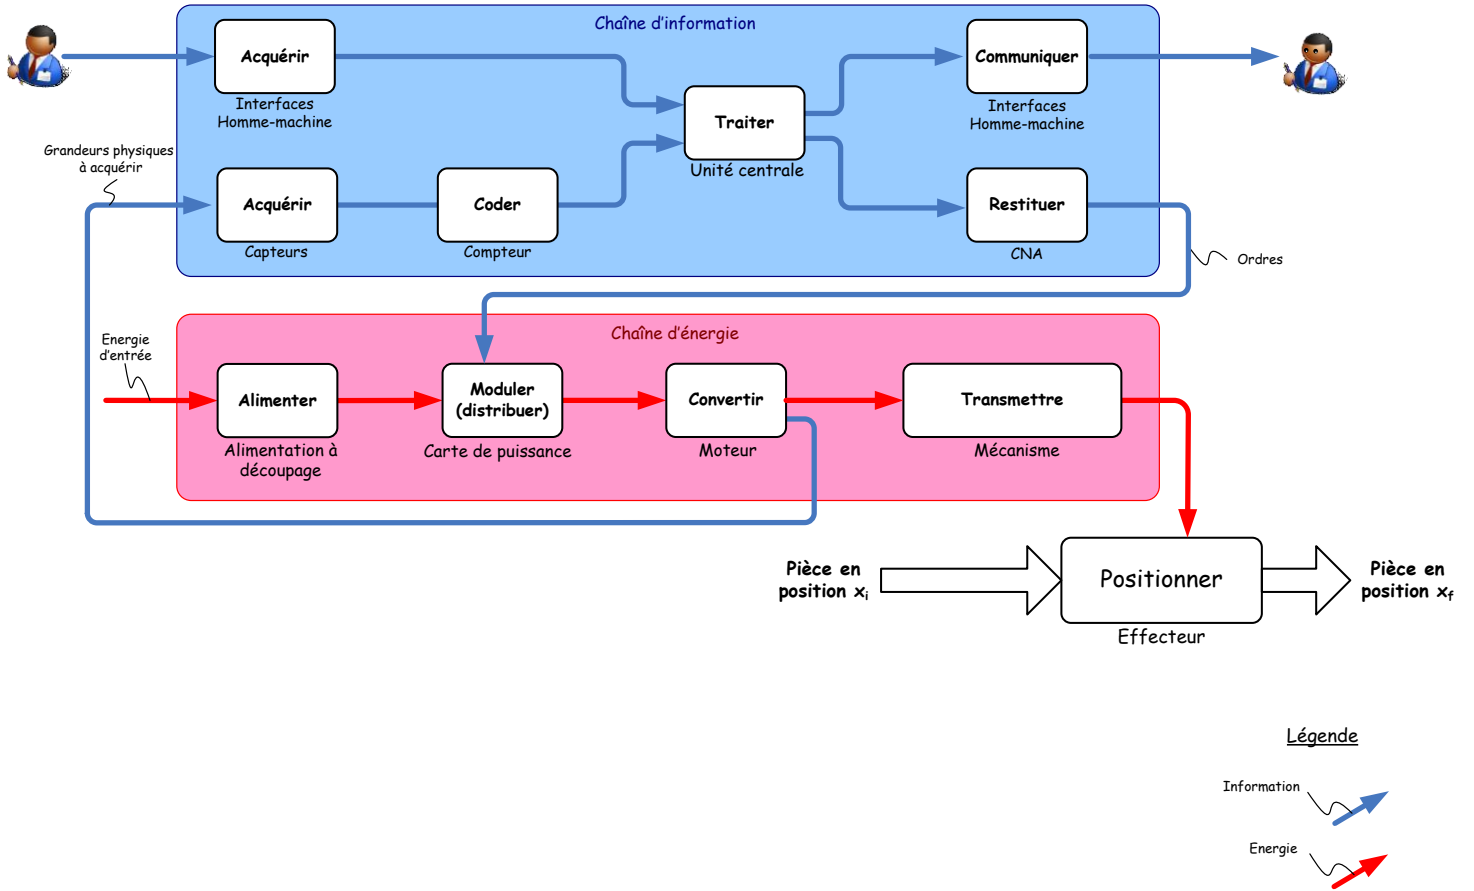 Chaîne d’information
Acquérir
Interfaces
Homme-machine
Communiquer
Interfaces
Homme-machine
Traiter
Unité centrale
Grandeurs physiques
à acquérir
Acquérir
Capteurs
Coder
Compteur
Restituer
CNA
Ordres
Chaîne d’énergie
Energie
d’entrée
Alimenter
Alimentation à
découpage
Moduler
(distribuer)
Carte de puissance
Convertir
Moteur
Transmettre
Mécanisme
Pièce en
position xi
Positionner
Effecteur
Pièce en
position xf
Légende
Information
Energie